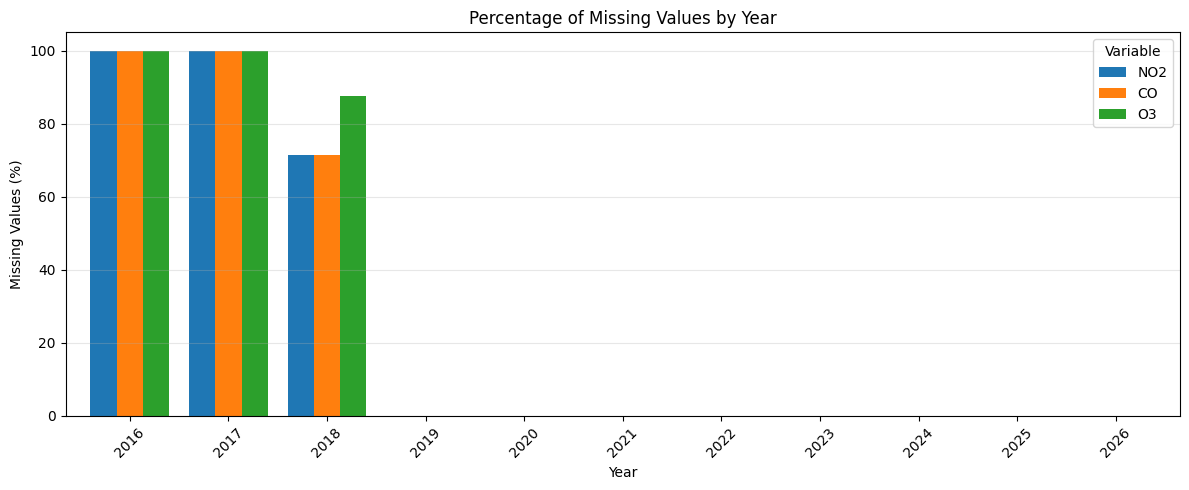 Percentage of Missing Values by Year
Missing Values (%)
100
80
60
40
20
0
Variable
NO2
CO
O3
2016 2017 2018 2019 2020 2021 2022 2023 2024 2025 2026
Year